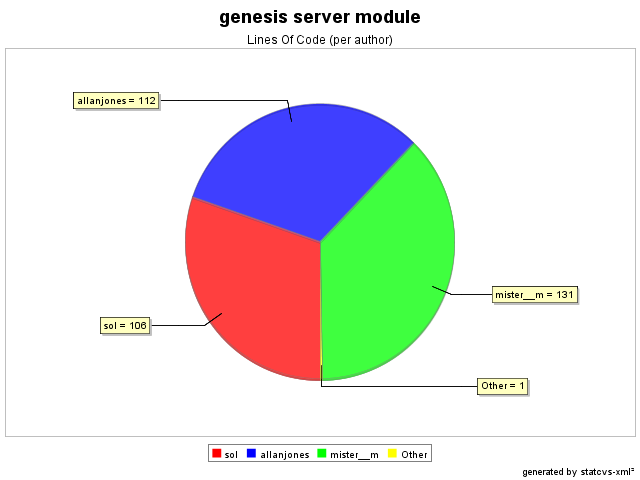 genesis server module
Lines Of Code (per author)
allanjones = 112
mister__m = 131
sol = 106
Other = 1
sol allanjones mister__m Other
generated by statcvs-xml²